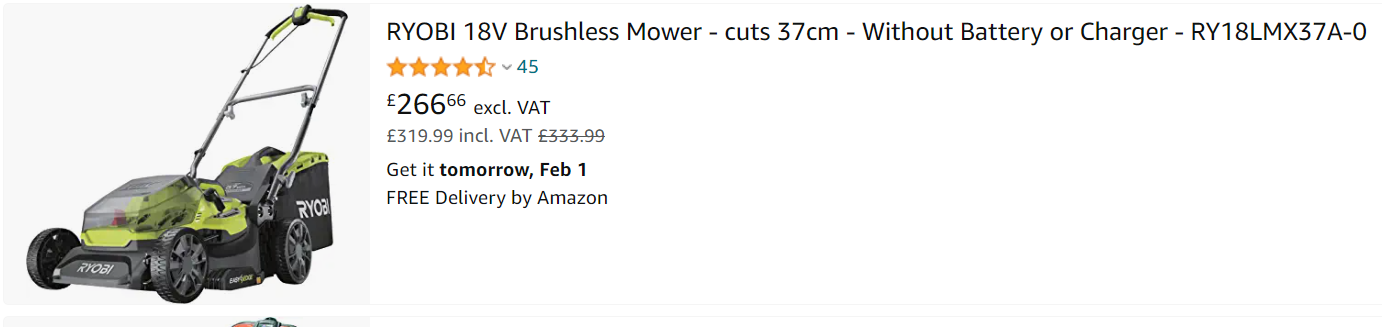 RYOBI 18V Brushless Mower - cuts 37cm - Without Battery or Charger - RY18LMX37A-0
45
£26666 excl. VAT
£319.99 incl. VAT £333.99
Get it tomorrow, Feb 1
FREE Delivery by Amazon
RYOBI
RYOBI
EASYEDGE